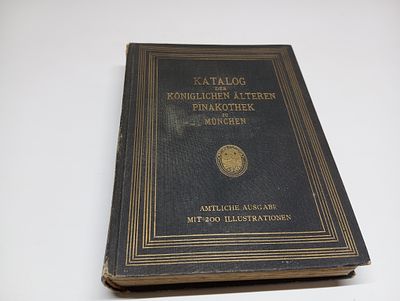 KATALOG
DER
KÖNIGLICHEN ÄLTEREN
PINAKOTHEK
ZU
MÜNCHEN
AMTLICHE AUSGABE
MIT 200 ILLUSTRATIONEN